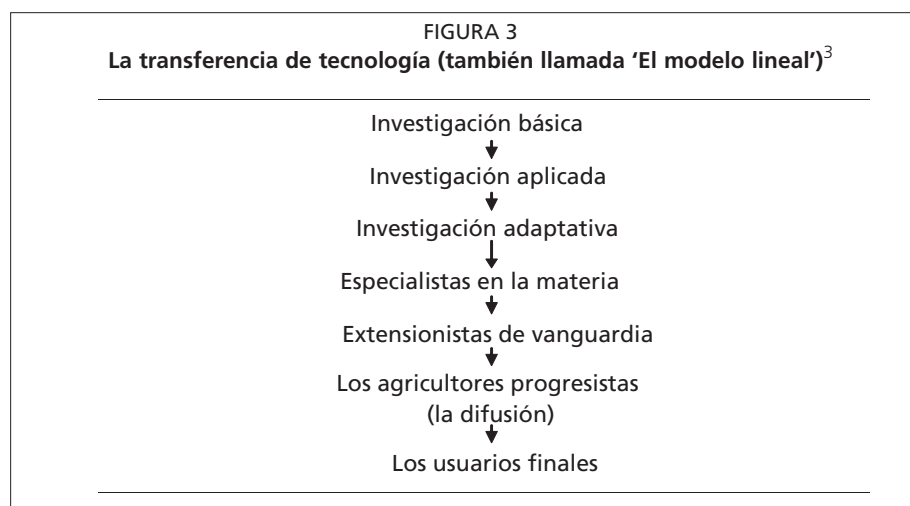 FIGURA 3
La transferencia de tecnología (también llamada ‘El modelo lineal’)3
Investigación básica
Investigación aplicada
Investigación adaptativa
Especialistas en la materia
Extensionistas de vanguardia
Los agricultores progresistas
(la difusión)
Los usuarios finales